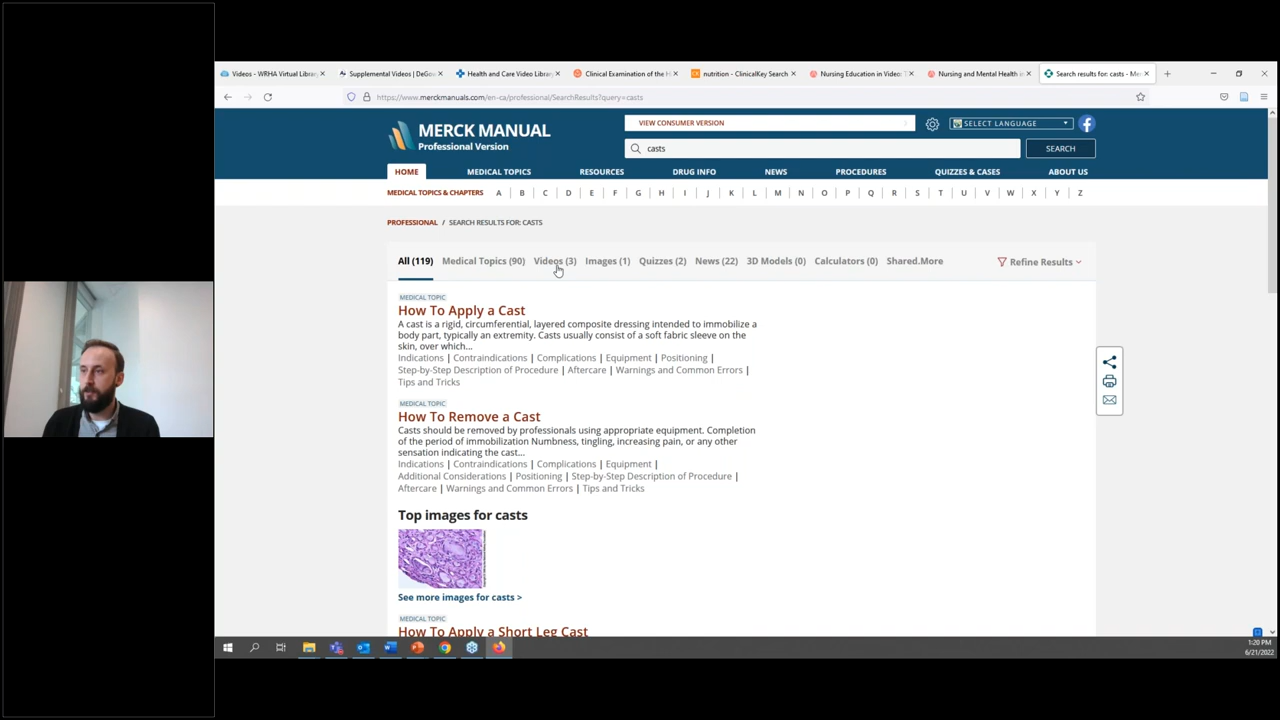 Videos - WRHA Virtual Library
Supplemental Videos | DeGow
Health and Care Video Library
Clinical Examination of the H
nutrition - ClinicalKey Search
Nursing Education in Video: T
Nursing and Mental Health in
Search results for: casts - Me
https://www.merckmanuals.com/en-ca/professional/SearchResults?query=casts
MERCK MANUAL
Professional Version
VIEW CONSUMER VERSION
SELECT LANGUAGE
casts
SEARCH
HOME MEDICAL TOPICS RESOURCES DRUG INFO NEWS PROCEDURES QUIZZES & CASES ABOUT US
MEDICAL TOPICS & CHAPTERS A B C D E F G H I J K L M N O P Q R S T U V W X Y Z
PROFESSIONAL / SEARCH RESULTS FOR: CASTS
All (119) Medical Topics (90) Videos (3) Images (1) Quizzes (2) News (22) 3D Models (0) Calculators (0) Shared.More Refine Results
MEDICAL TOPIC
How To Apply a Cast
A cast is a rigid, circumferential, layered composite dressing intended to immobilize a
body part, typically an extremity. Casts usually consist of a soft fabric sleeve on the
skin, over which...
Indications | Contraindications | Complications | Equipment | Positioning |
Step-by-Step Description of Procedure | Aftercare | Warnings and Common Errors |
Tips and Tricks
MEDICAL TOPIC
How To Remove a Cast
Casts should be removed by professionals using appropriate equipment. Completion
of the period of immobilization Numbness, tingling, increasing pain, or any other
sensation indicating the cast...
Indications | Contraindications | Complications | Equipment |
Additional Considerations | Positioning | Step-by-Step Description of Procedure |
Aftercare | Warnings and Common Errors | Tips and Tricks
Top images for casts
See more images for casts >
MEDICAL TOPIC
How To Apply a Short Leg Cast
1:20 PM
6/21/2022